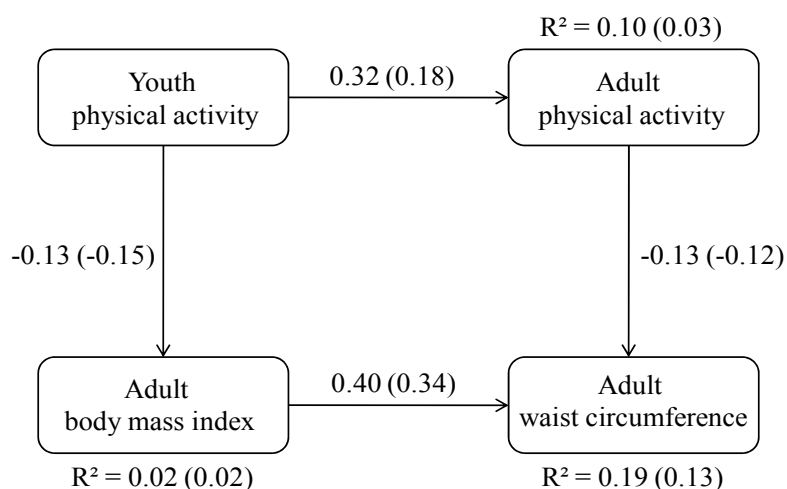 R² = 0.10 (0.03)
Youth
physical activity
0.32 (0.18)
Adult
physical activity
-0.13 (-0.15)
-0.13 (-0.12)
Adult
body mass index
0.40 (0.34)
Adult
waist circumference
R² = 0.02 (0.02)
R² = 0.19 (0.13)